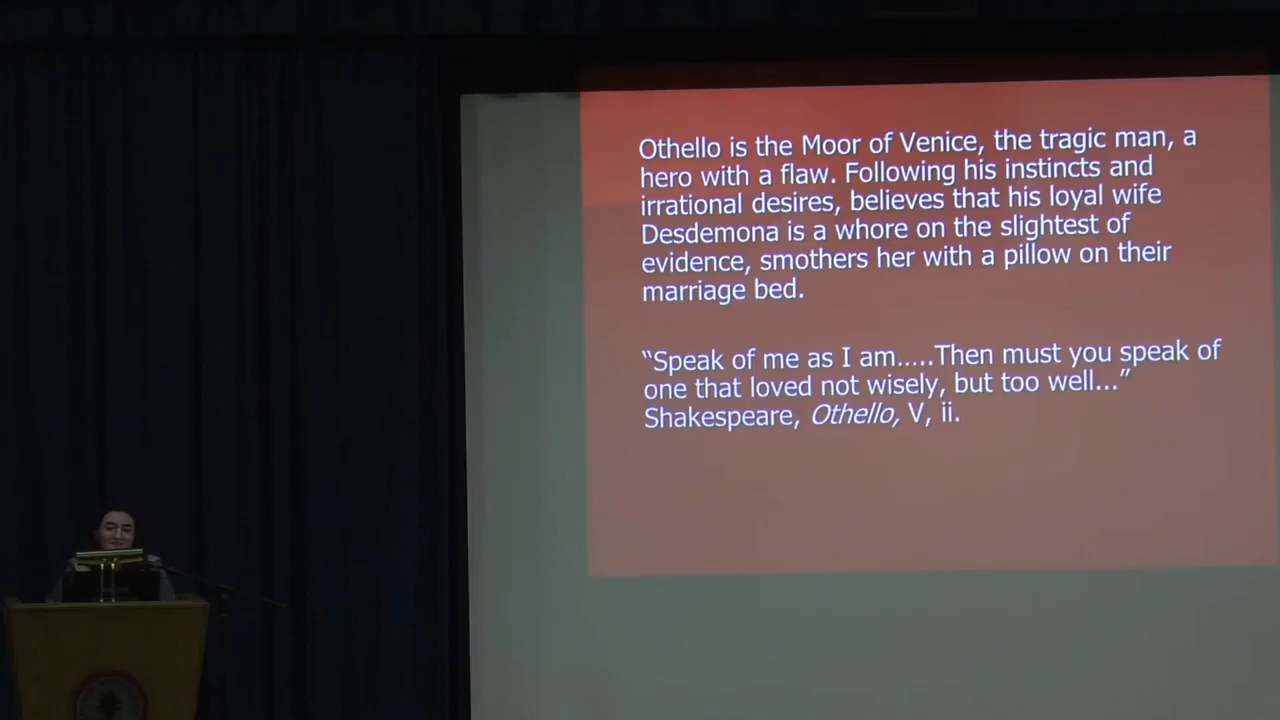 Othello is the Moor of Venice, the tragic man, a
hero with a flaw. Following his instincts and
irrational desires, believes that his loyal wife
Desdemona is a whore on the slightest of
evidence, smothers her with a pillow on their
marriage bed.
“Speak of me as I am.....Then must you speak of
one that loved not wisely, but too well...”
Shakespeare, Othello, V, ii.